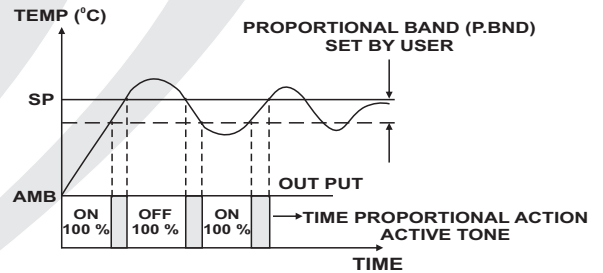 TEMP (°C)
PROPORTIONAL BAND (P.BND)
SET BY USER
SP
AMB
OUT PUT
ON
100 %
OFF
100 %
ON
100 %
TIME PROPORTIONAL ACTION
ACTIVE TONE
TIME